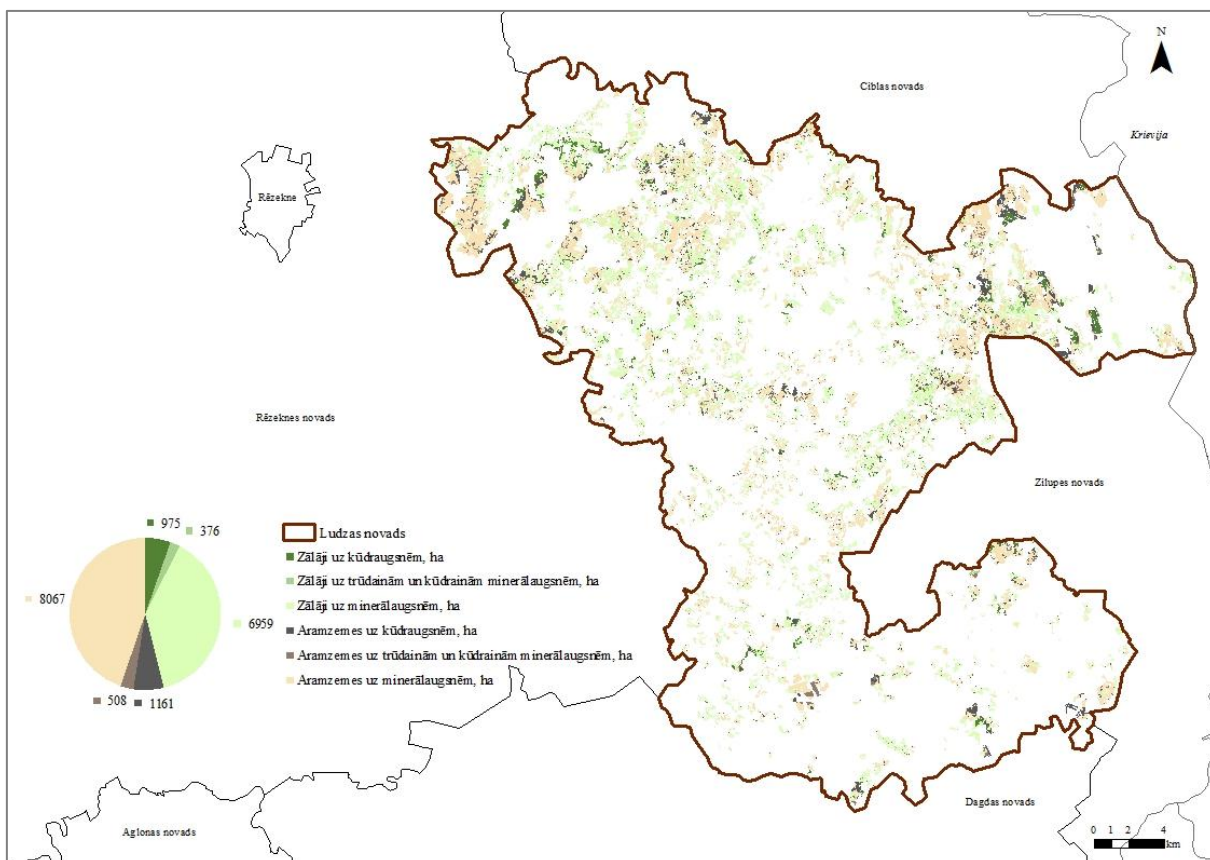 N
Ciblas novads
Krievija
Rēzekne
Rēzeknes novads
Zilupes novads
975
376
8067
6959
508
1161
Ludzas novads
Zālāji uz kūdraugsnēm, ha
Zālāji uz trūdainām un kūdrainām minerālaugsnēm, ha
Zālāji uz minerālaugsnēm, ha
Aramzemes uz kūdraugsnēm, ha
Aramzemes uz trūdainām un kūdrainām minerālaugsnēm, ha
Aramzemes uz minerālaugsnēm, ha
Aglonas novads
Dagdas novads
0 1 2 4
km